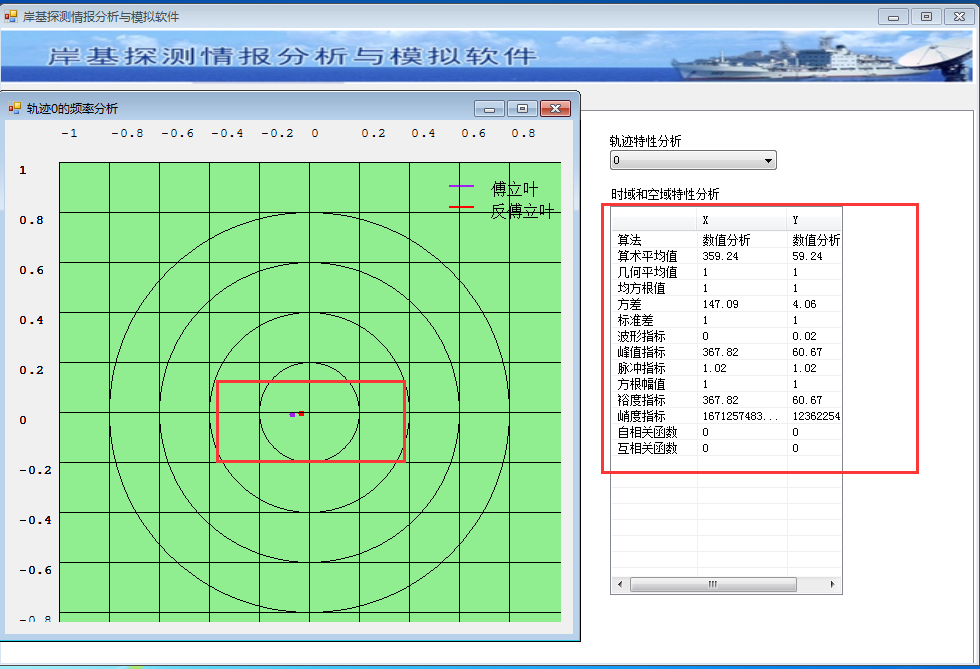 岸基探测情报分析与模拟软件
岸基探测情报分析与模拟软件
轨迹0的频率分析
-1 -0.8 -0.6 -0.4 -0.2 0 0.2 0.4 0.6 0.8
1
0.8
0.6
0.4
0.2
0
-0.2
-0.4
-0.6
-0.8
傅立叶
反傅立叶
轨迹特性分析
0
时域和空域特性分析
X Y
算法 数值分析 数值分析
算术平均值 359.24 59.24
几何平均值 1 1
均方根值 1 1
方差 147.09 4.06
标准差 1 1
波形指标 0 0.02
峰值指标 367.82 60.67
脉冲指标 1.02 1.02
方根幅值 1 1
裕度指标 367.82 60.67
峭度指标 1671257483... 12362254
自相关函数 0 0
互相关函数 0 0